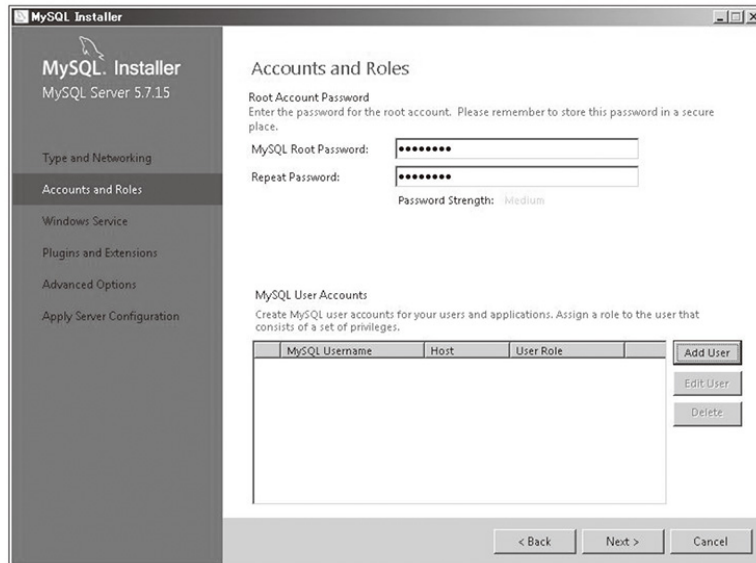 MySQL Installer
MySQL. Installer
MySQL Server 5.7.15
Type and Networking
Accounts and Roles
Windows Service
Plugins and Extensions
Advanced Options
Apply Server Configuration
Accounts and Roles
Root Account Password
Enter the password for the root account. Please remember to store this password in a secure
place.
MySQL Root Password: ••••••••
Repeat Password: ••••••••
Password Strength: Medium
MySQL User Accounts
Create MySQL user accounts for your users and applications. Assign a role to the user that
consists of a set of privileges.
MySQL Username Host User Role
Add User
Edit User
Delete
< Back Next > Cancel